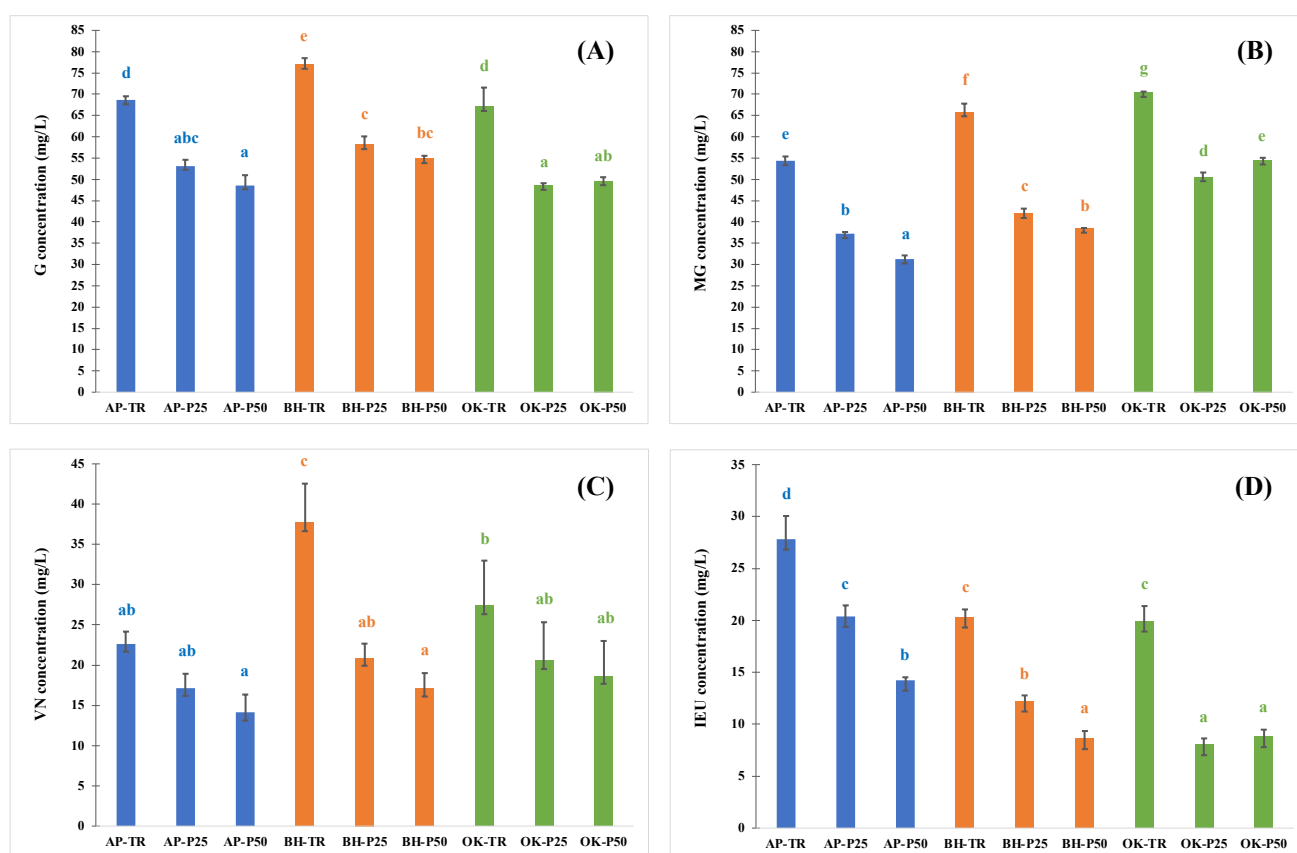 (A)
G concentration (mg/L)
85
80
75
70
65
60
55
50
45
40
35
30
25
20
15
10
5
0
d
abc
a
e
c
bc
d
a
ab
AP-TR AP-P25 AP-P50 BH-TR BH-P25 BH-P50 OK-TR OK-P25 OK-P50
(B)
MG concentration (mg/L)
85
80
75
70
65
60
55
50
45
40
35
30
25
20
15
10
5
0
e
b
a
f
c
b
g
d
e
AP-TR AP-P25 AP-P50 BH-TR BH-P25 BH-P50 OK-TR OK-P25 OK-P50
(C)
VN concentration (mg/L)
45
40
35
30
25
20
15
10
5
0
ab
ab
a
c
ab
a
b
ab
ab
AP-TR AP-P25 AP-P50 BH-TR BH-P25 BH-P50 OK-TR OK-P25 OK-P50
(D)
IEU concentration (mg/L)
35
30
25
20
15
10
5
0
d
c
b
c
b
a
c
a
a
AP-TR AP-P25 AP-P50 BH-TR BH-P25 BH-P50 OK-TR OK-P25 OK-P50